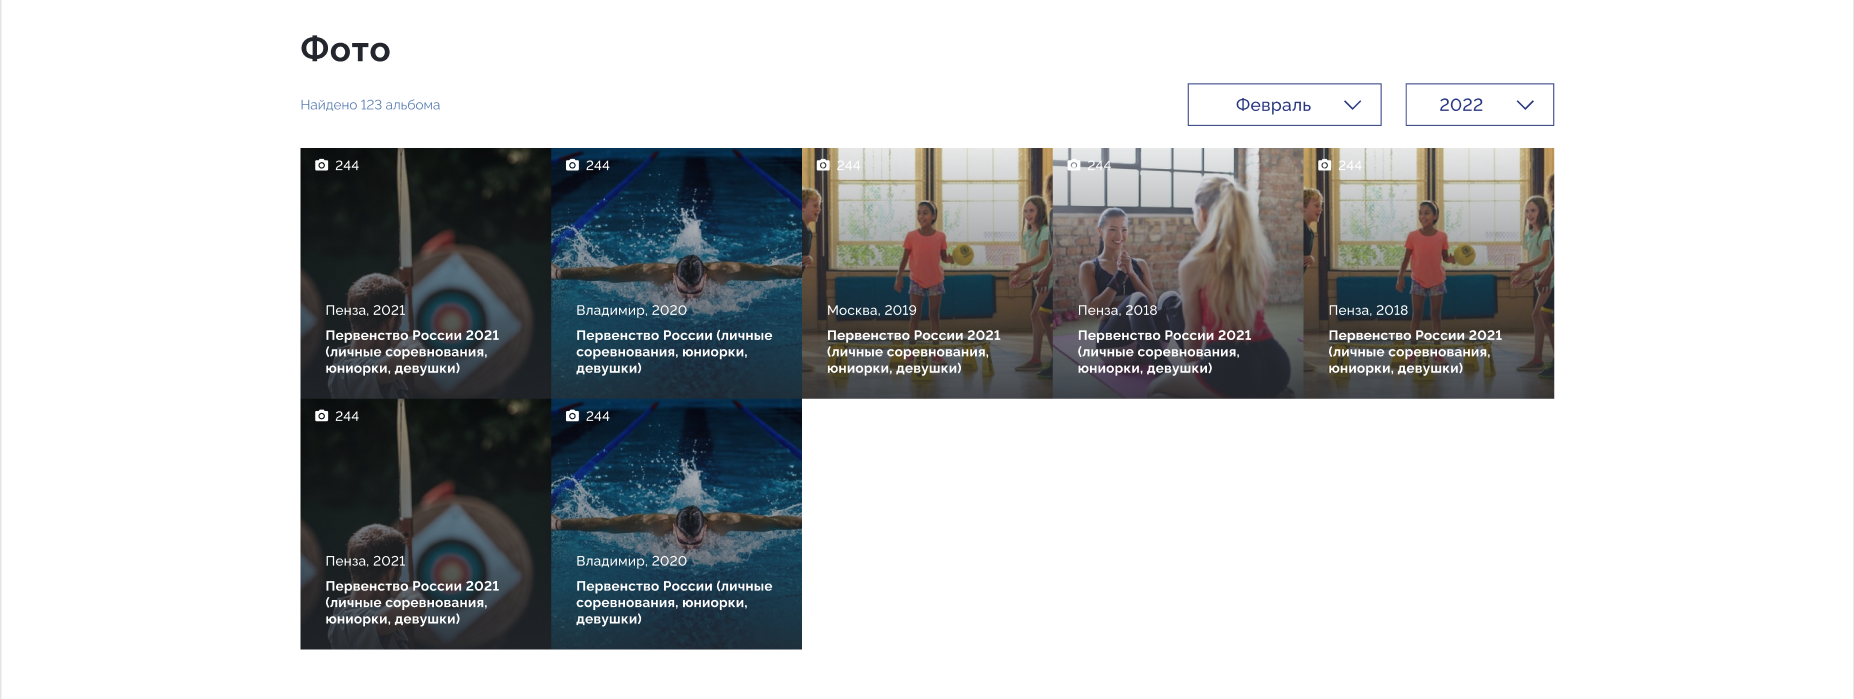 Фото
Найдено 123 альбома
Февраль
2022
244
Пенза, 2021
Первенство России 2021
(личные соревнования,
юниорки, девушки)
244
Владимир, 2020
Первенство России (личные
соревнования, юниорки,
девушки)
244
Москва, 2019
Первенство России 2021
(личные соревнования,
юниорки, девушки)
244
Пенза, 2018
Первенство России 2021
(личные соревнования,
юниорки, девушки)
244
Пенза, 2018
Первенство России 2021
(личные соревнования,
юниорки, девушки)
244
Пенза, 2021
Первенство России 2021
(личные соревнования,
юниорки, девушки)
244
Владимир, 2020
Первенство России (личные
соревнования, юниорки,
девушки)